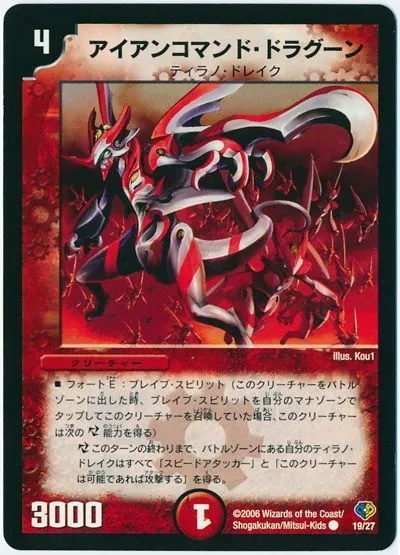 4
アイアンコマンド・ドラグーン
ティラノ・ドレイク
illus. Kou1
クリーチャー
■ フォートE:ブレイブ・スピリット(このクリーチャーをバトル
ゾーンに出した時、ブレイブ・スピリットを自分のマナゾーンで
タップしてこのクリーチャーを召喚していた場合、このクリーチャー
は次の 能力を得る)
このターンの終わりまで、バトルゾーンにある自分のティラノ・
ドレイクはすべて「スピードアタッカー」と「このクリーチャーは
可能であれば攻撃する」を得る。
3000
1
©2006 Wizards of the Coast/
Shogakukan/Mitsui-Kids
19/27